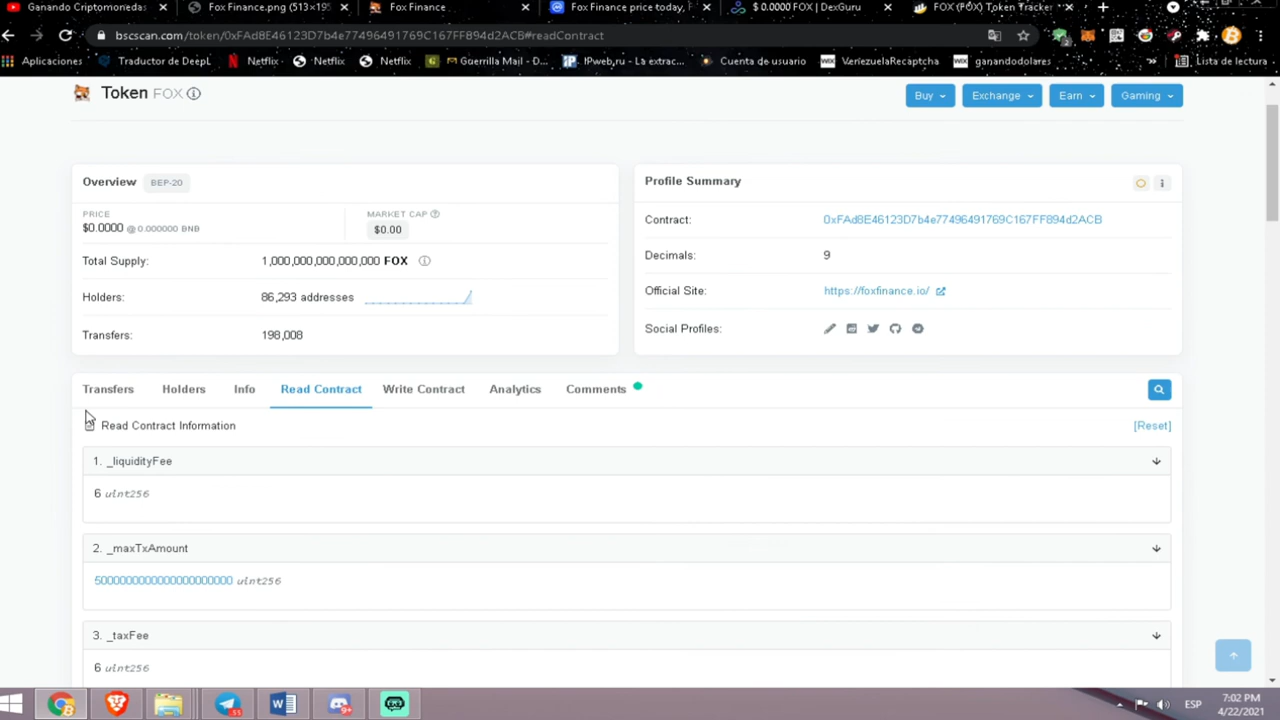 Ganando Criptomonedas
Fox Finance.png (513×195
Fox Finance
Fox Finance price today,
$ 0.0000 FOX | DexGuru
FOX (FOX) Token Tracker
bscscan.com/token/0xFAd8E46123D7b4e77496491769C167FF894d2ACB#readContract
Aplicaciones
Traductor de DeepL
Netflix
Netflix
Netflix
Guerrilla Mail - D...
IP!
IPweb.ru - La extrac...
Cuenta de usuario
WIX
VenezuelaRecaptcha
WIX
ganandodolares
»
Lista de lectura
Token FOX
Buy
Exchange
Earn
Gaming
Overview
BEP-20
PRICE
$0.0000 @ 0.000000 BNB
MARKET CAP
$0.00
Total Supply:
1,000,000,000,000,000 FOX
Holders:
86,293 addresses
Transfers:
198,008
Profile Summary
Contract:
0xFAd8E46123D7b4e77496491769C167FF894d2ACB
Decimals:
9
Official Site:
https://foxfinance.io/
Social Profiles:
Transfers
Holders
Info
Read Contract
Write Contract
Analytics
Comments
Read Contract Information
[Reset]
1. _liquidityFee
6 uint256
2. _maxTxAmount
5000000000000000000000 uint256
3. _taxFee
6 uint256
ESP
7:02 PM
4/22/2021